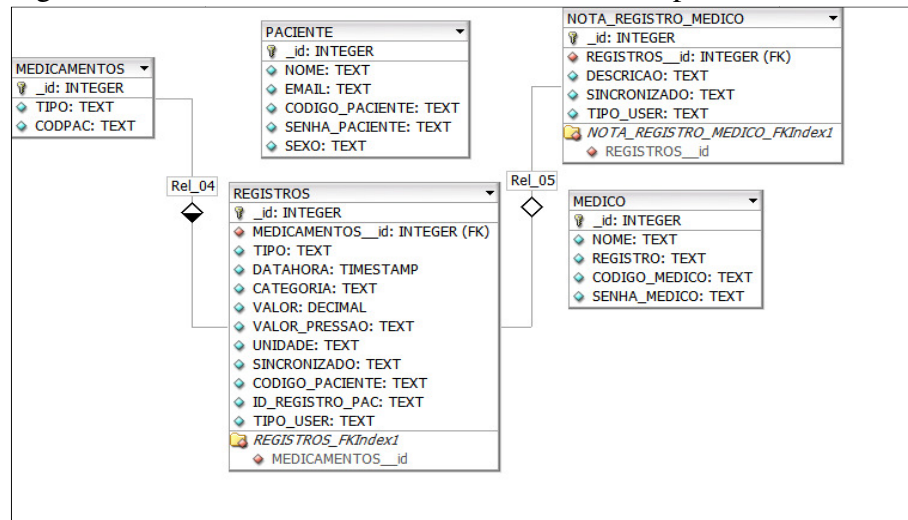 MEDICAMENTOS
_id: INTEGER
TIPO: TEXT
CODPAC: TEXT
PACIENTE
_id: INTEGER
NOME: TEXT
EMAIL: TEXT
CODIGO_PACIENTE: TEXT
SENHA_PACIENTE: TEXT
SEXO: TEXT
NOTA_REGISTRO_MEDICO
_id: INTEGER
REGISTROS__id: INTEGER (FK)
DESCRICAO: TEXT
SINCRONIZADO: TEXT
TIPO_USER: TEXT
NOTA_REGISTRO_MEDICO_FKIndex1
REGISTROS__id
Rel_04
REGISTROS
_id: INTEGER
MEDICAMENTOS__id: INTEGER (FK)
TIPO: TEXT
DATAHORA: TIMESTAMP
CATEGORIA: TEXT
VALOR: DECIMAL
VALOR_PRESSAO: TEXT
UNIDADE: TEXT
SINCRONIZADO: TEXT
CODIGO_PACIENTE: TEXT
ID_REGISTRO_PAC: TEXT
TIPO_USER: TEXT
REGISTROS_FKIndex1
MEDICAMENTOS__id
Rel_05
MEDICO
_id: INTEGER
NOME: TEXT
REGISTRO: TEXT
CODIGO_MEDICO: TEXT
SENHA_MEDICO: TEXT